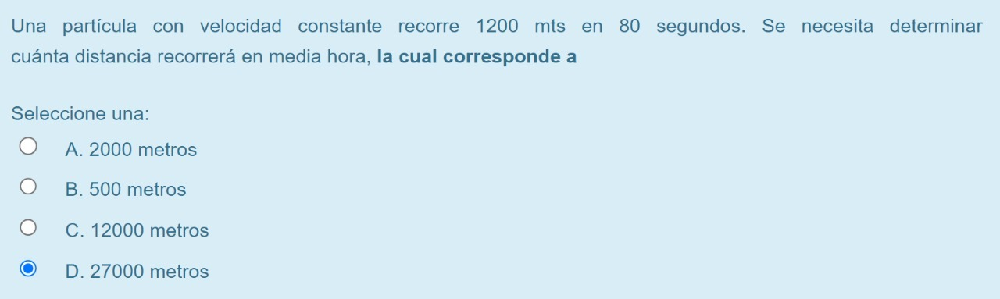 Una partícula con velocidad constante recorre 1200 mts en 80 segundos. Se necesita determinar
cuánta distancia recorrerá en media hora, la cual corresponde a
Seleccione una:
A. 2000 metros
B. 500 metros
C. 12000 metros
D. 27000 metros